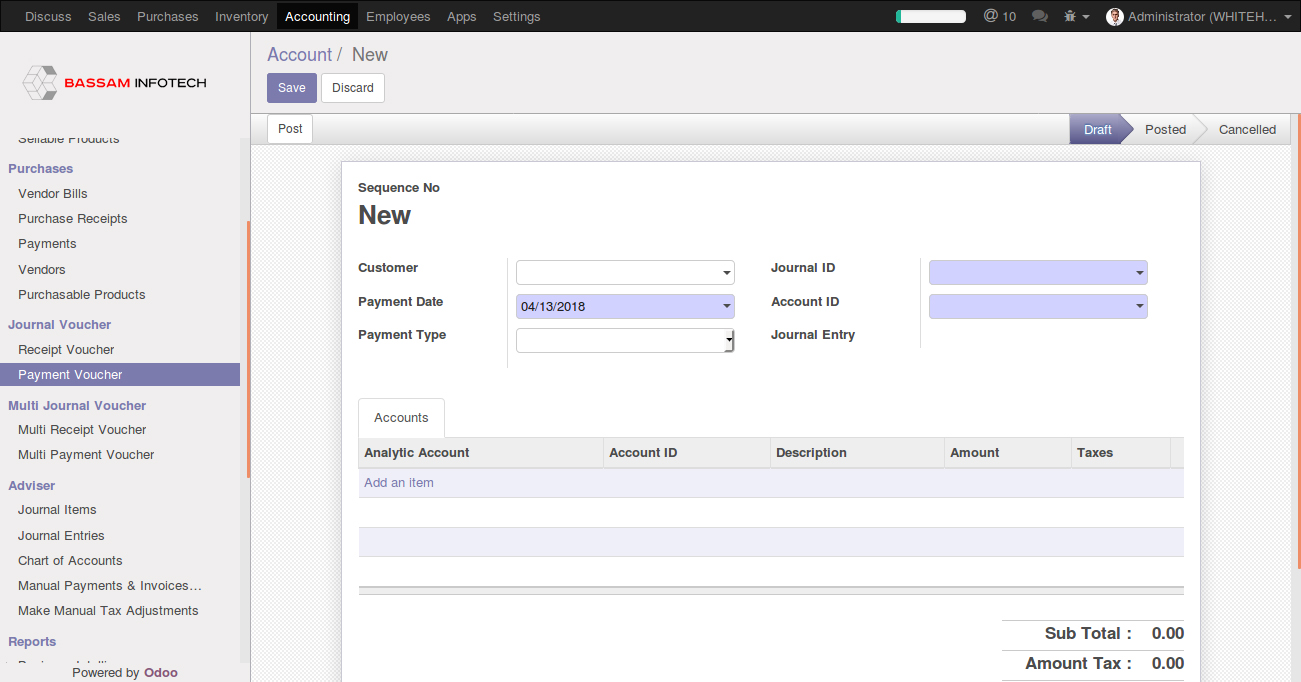 Discuss Sales Purchases Inventory Accounting Employees Apps Settings @ 10 Administrator (WHITEH...
BASSAM INFOTECH
Sellable Products
Purchases
Vendor Bills
Purchase Receipts
Payments
Vendors
Purchasable Products
Journal Voucher
Receipt Voucher
Payment Voucher
Multi Journal Voucher
Multi Receipt Voucher
Multi Payment Voucher
Adviser
Journal Items
Journal Entries
Chart of Accounts
Manual Payments & Invoices...
Make Manual Tax Adjustments
Reports
Powered by Odoo
Account / New
Save Discard
Post Draft Posted Cancelled
Sequence No
New
Customer Journal ID
Payment Date 04/13/2018 Account ID
Payment Type Journal Entry
Accounts
Analytic Account Account ID Description Amount Taxes
Add an item
Sub Total : 0.00
Amount Tax : 0.00